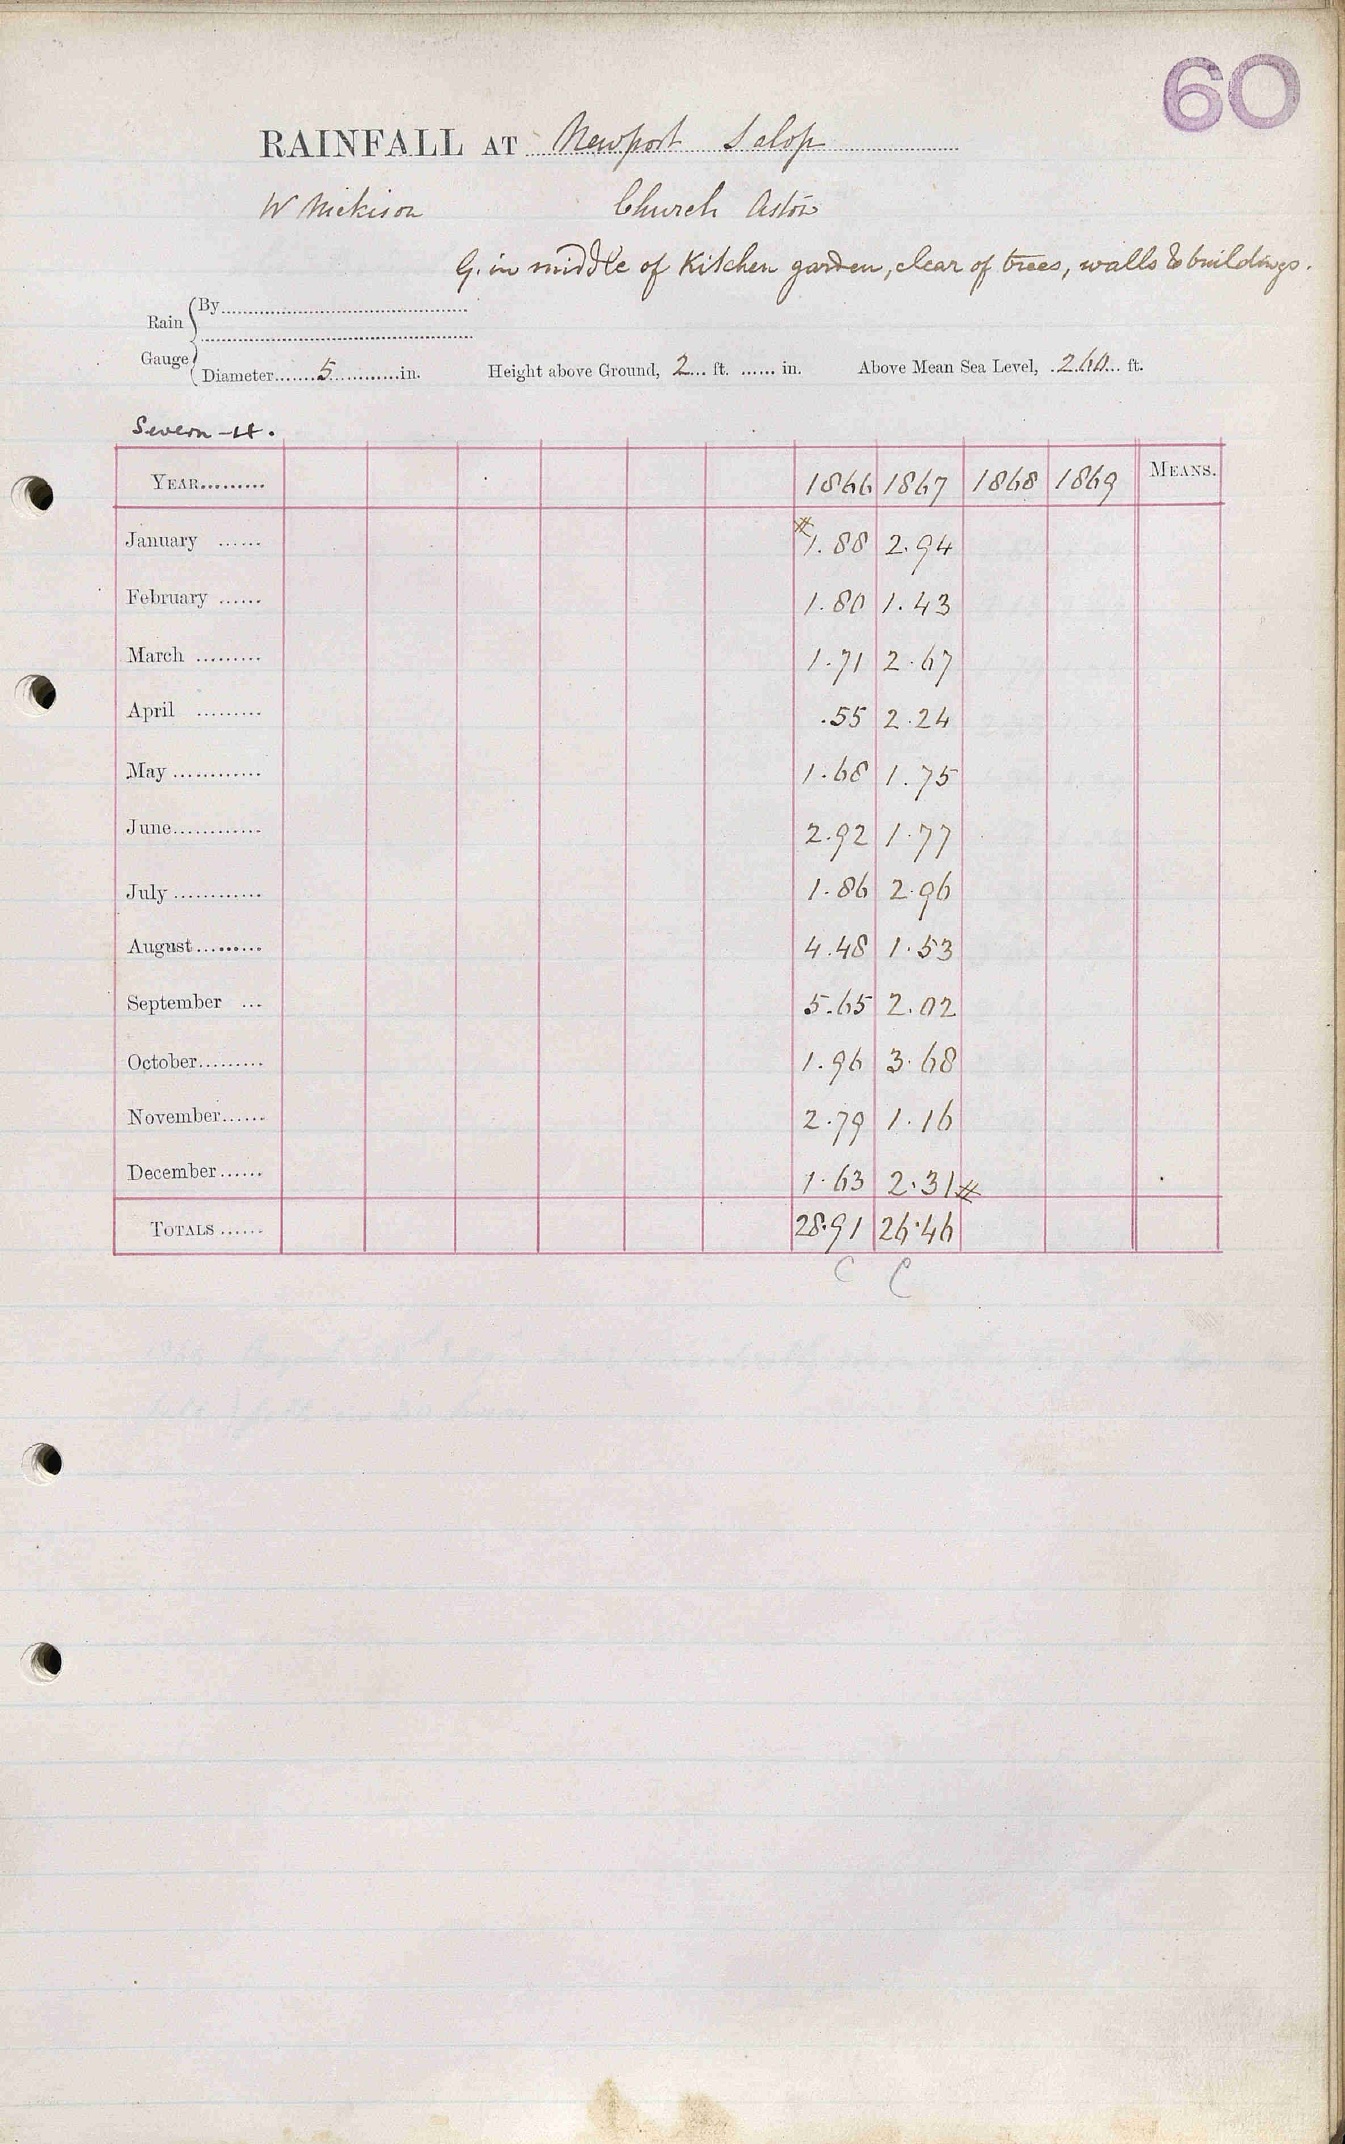 60
RAINFALL AT Newport Salop
W Nickison Church Aston
G. in middle of Kitchen garden, clear of trees, walls & buildings.
Rain Gauge
By
Diameter 5 in. Height above Ground, 2 ft. in. Above Mean Sea Level, 260 ft.
Severn - H.
YEAR 1866 1867 1868 1869 MEANS.
January #1.88 2.94
February 1.80 1.43
March 1.71 2.67
April .55 2.24
May 1.68 1.75
June 2.92 1.77
July 1.86 2.96
August 4.48 1.53
September 5.65 2.02
October 1.96 3.68
November 2.79 1.16
December 1.63 2.31#
TOTALS 28.91 26.46
C C